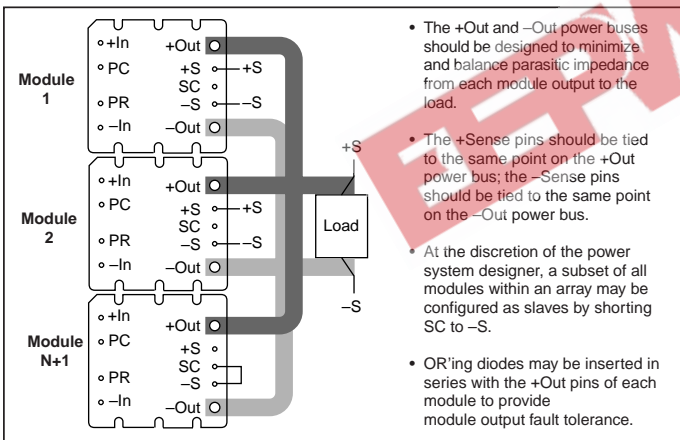 +In
+Out
Module
1
PC
+S
+S
SC
PR
–S
–S
–In
–Out
+In
+Out
Module
2
PC
+S
+S
SC
PR
–S
–S
–In
–Out
+In
+Out
Module
N+1
PC
+S
SC
PR
–S
–In
–Out
+S
Load
–S
• The +Out and –Out power buses
should be designed to minimize
and balance parasitic impedance
from each module output to the
load.
• The +Sense pins should be tied
to the same point on the +Out
power bus; the –Sense pins
should be tied to the same point
on the –Out power bus.
• At the discretion of the power
system designer, a subset of all
modules within an array may be
configured as slaves by shorting
SC to –S.
• OR'ing diodes may be inserted in
series with the +Out pins of each
module to provide
module output fault tolerance.